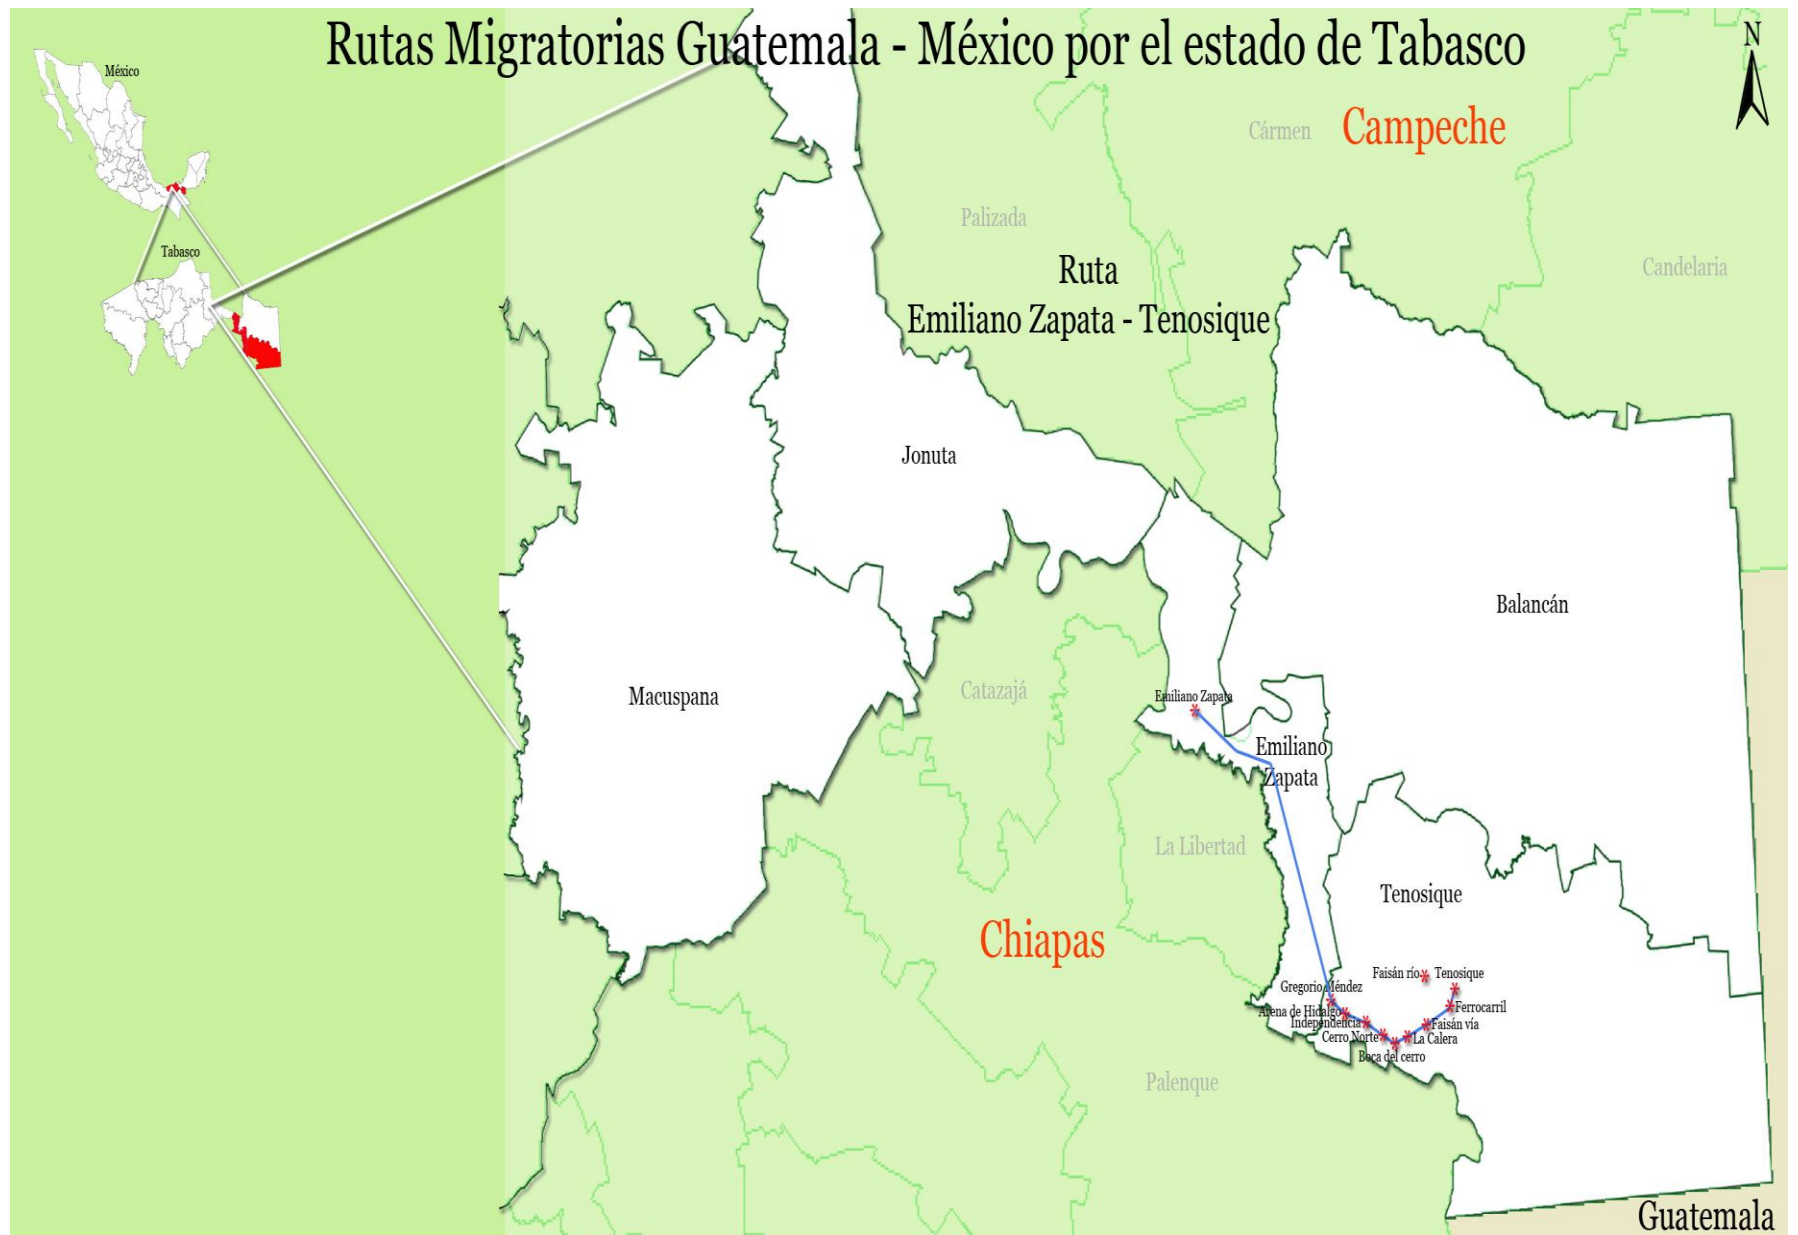 Rutas Migratorias Guatemala - México por el estado de Tabasco
N
México
Cármen
Campeche
Palizada
Tabasco
Candelaria
Ruta
Emiliano Zapata - Tenosique
Jonuta
Balancán
Macuspana
Catazajá
Emiliano Zapata
Emiliano
Zapata
La Libertad
Tenosique
Chiapas
Faisán río
Tenosique
Gregorio Méndez
Arena de Hidalgo
Ferrocarril
Independencia
Faisán vía
Cerro Norte
La Calera
Boca del cerro
Palenque
Guatemala